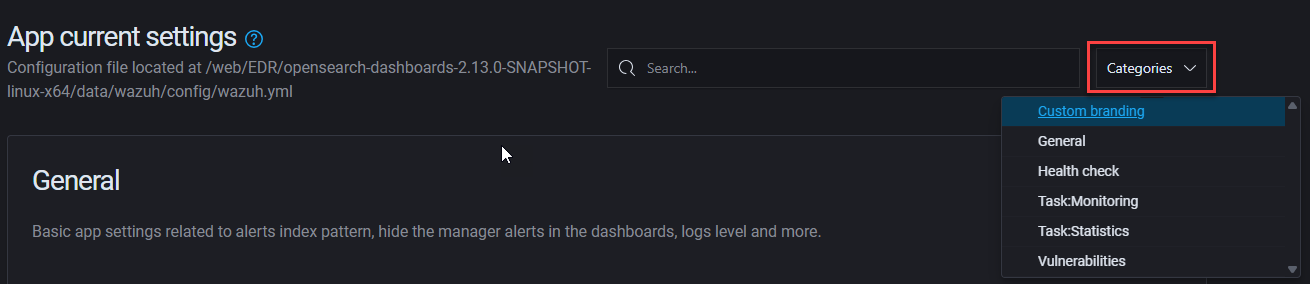 App current settings
Configuration file located at /web/EDR/opensearch-dashboards-2.13.0-SNAPSHOT-
linux-x64/data/wazuh/config/wazuh.yml
Search...
Categories
Custom branding
General
Health check
Task:Monitoring
Task:Statistics
Vulnerabilities
General
Basic app settings related to alerts index pattern, hide the manager alerts in the dashboards, logs level and more.